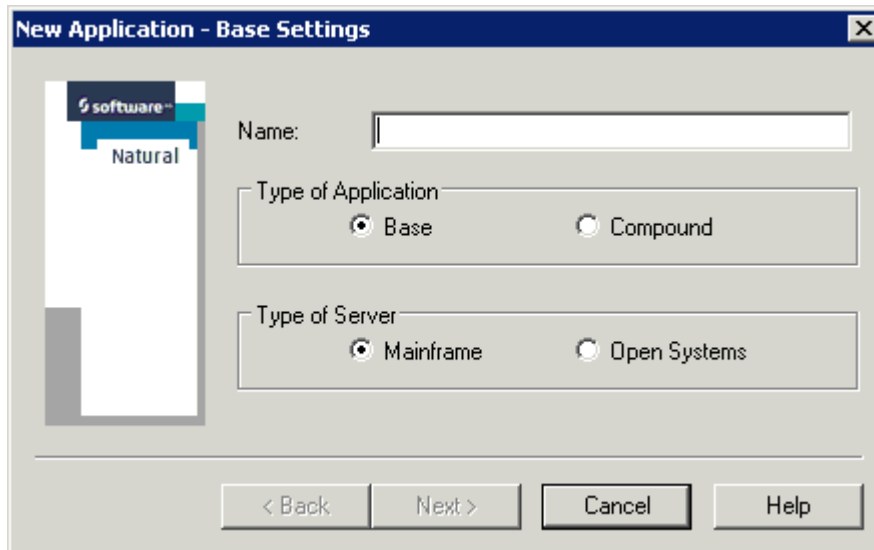 New Application - Base Settings
software
Natural
Name:
Type of Application
Base Compound
Type of Server
Mainframe Open Systems
< Back Next > Cancel Help